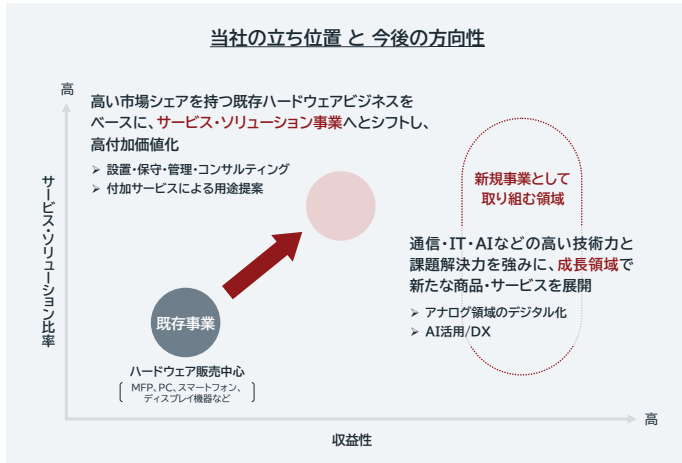 当社の立ち位置 と 今後の方向性
高
高い市場シェアを持つ既存ハードウェアビジネスを
ベースに、サービス・ソリューション事業へとシフトし、
高付加価値化
➢ 設置・保守・管理・コンサルティング
➢ 付加サービスによる用途提案
サービス・ソリューション比率
新規事業として
取り組む領域
通信・IT・AIなどの高い技術力と
課題解決力を強みに、成長領域で
新たな商品・サービスを展開
➢ アナログ領域のデジタル化
➢ AI活用/DX
既存事業
ハードウェア販売中心
MFP、PC、スマートフォン、
ディスプレイ機器など
高
収益性